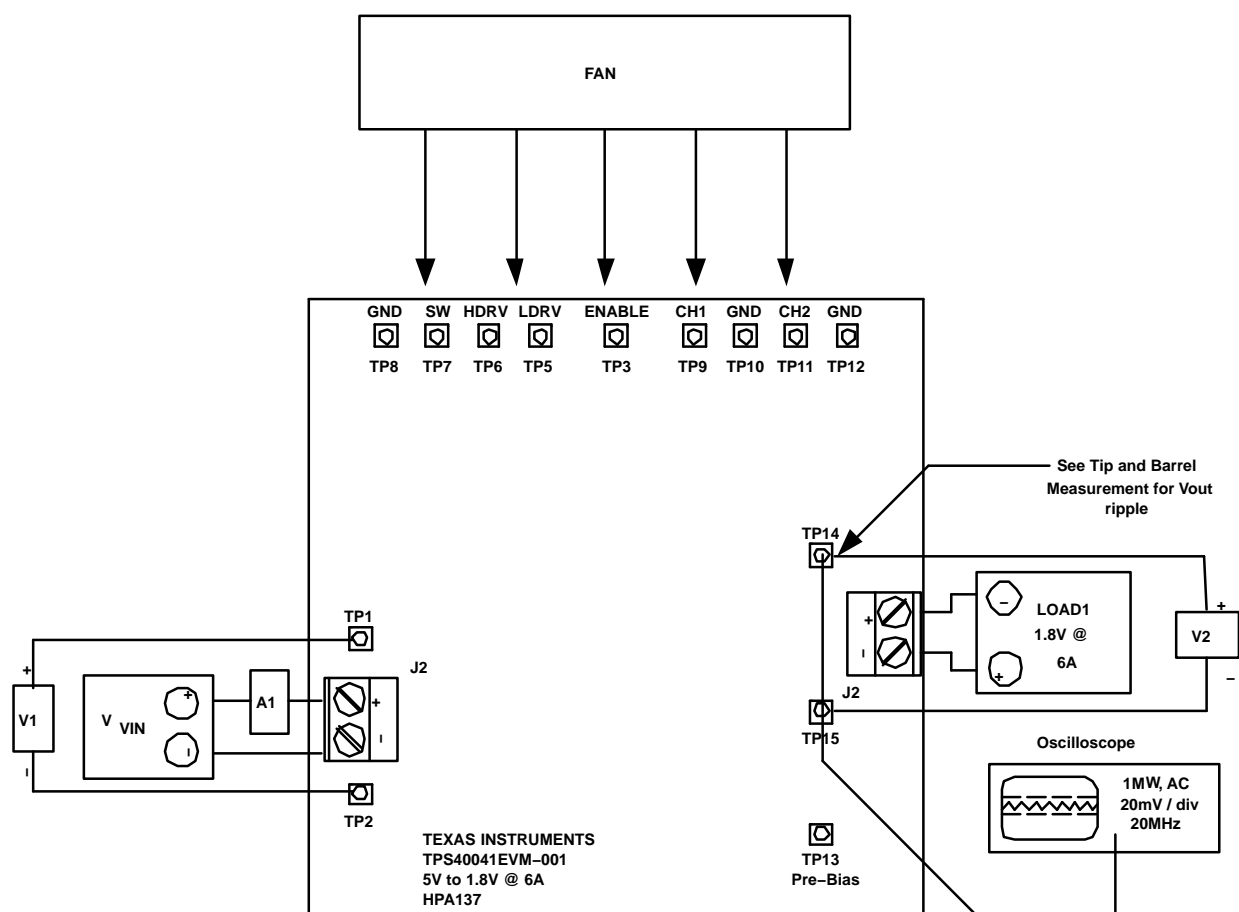 FAN
GND SW HDRV LDRV ENABLE CH1 GND CH2 GND
TP8 TP7 TP6 TP5 TP3 TP9 TP10 TP11 TP12
See Tip and Barrel
Measurement for Vout
ripple
TP14
+
–
LOAD1
1.8V @
6A
+
–
J2
+
V2
–
TP15
TP1
J2
+
V1
–
V VIN
+
–
A1
+
–
TP2
Oscilloscope
1MW, AC
20mV / div
20MHz
TP13
Pre–Bias
TEXAS INSTRUMENTS
TPS40041EVM–001
5V to 1.8V @ 6A
HPA137